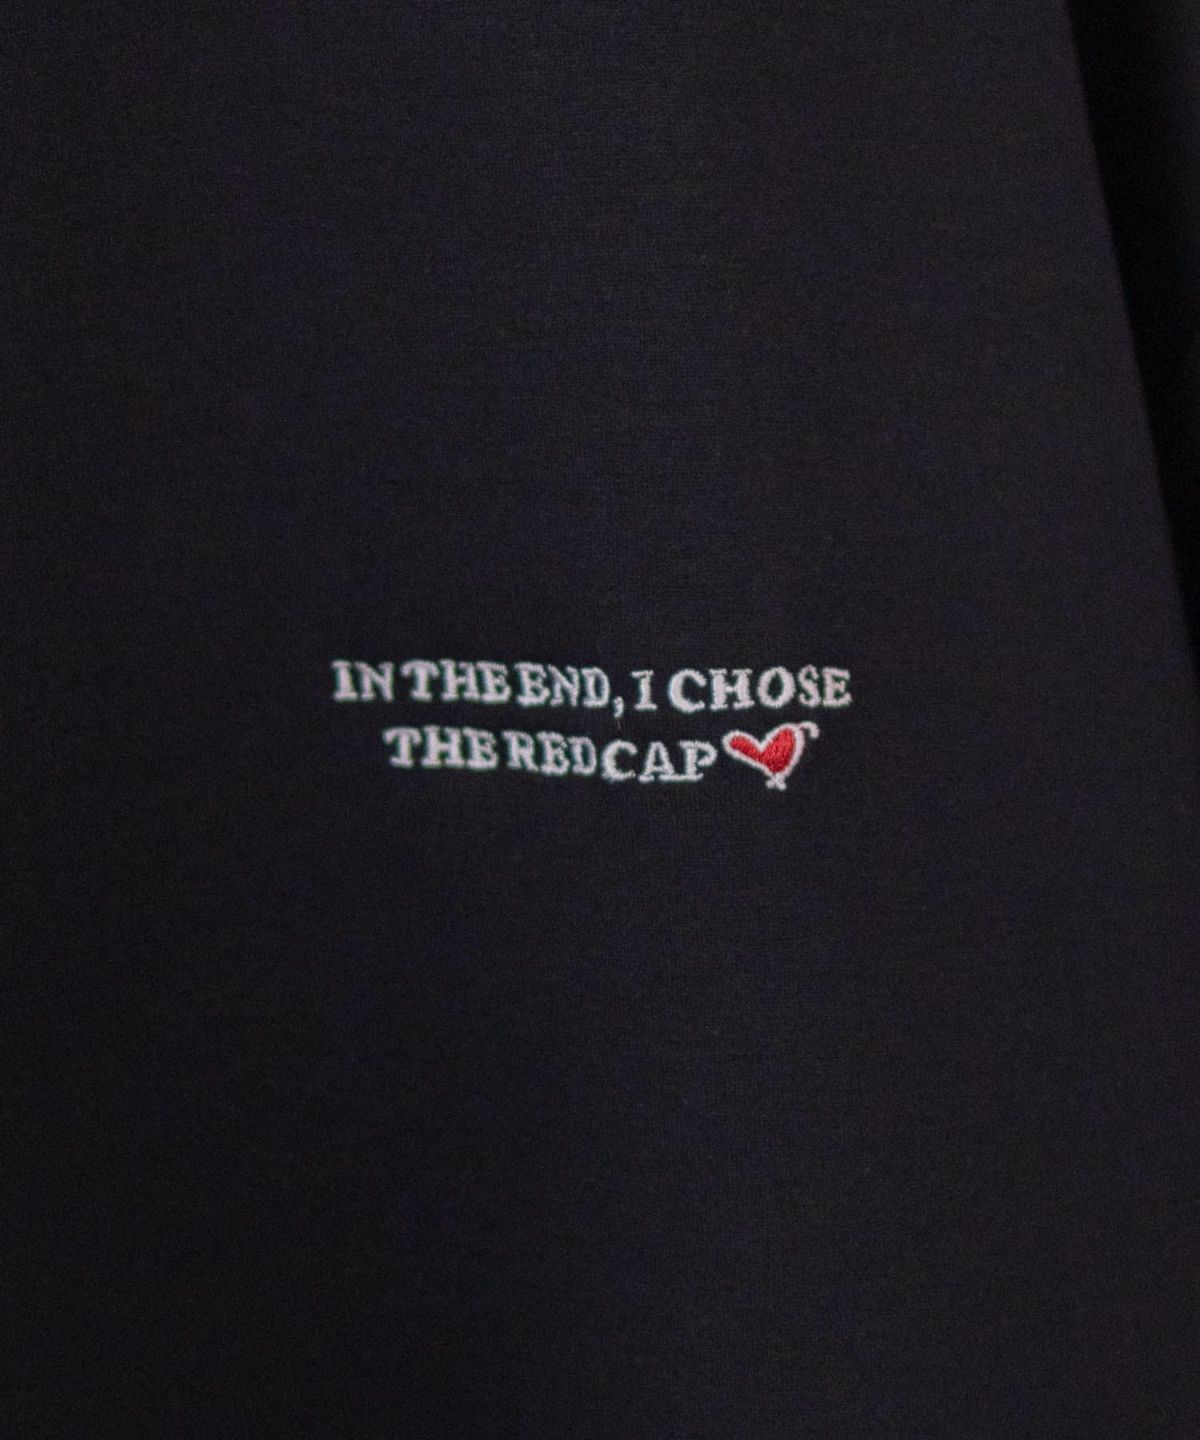 IN THE END, I CHOSE
THE RED CAP